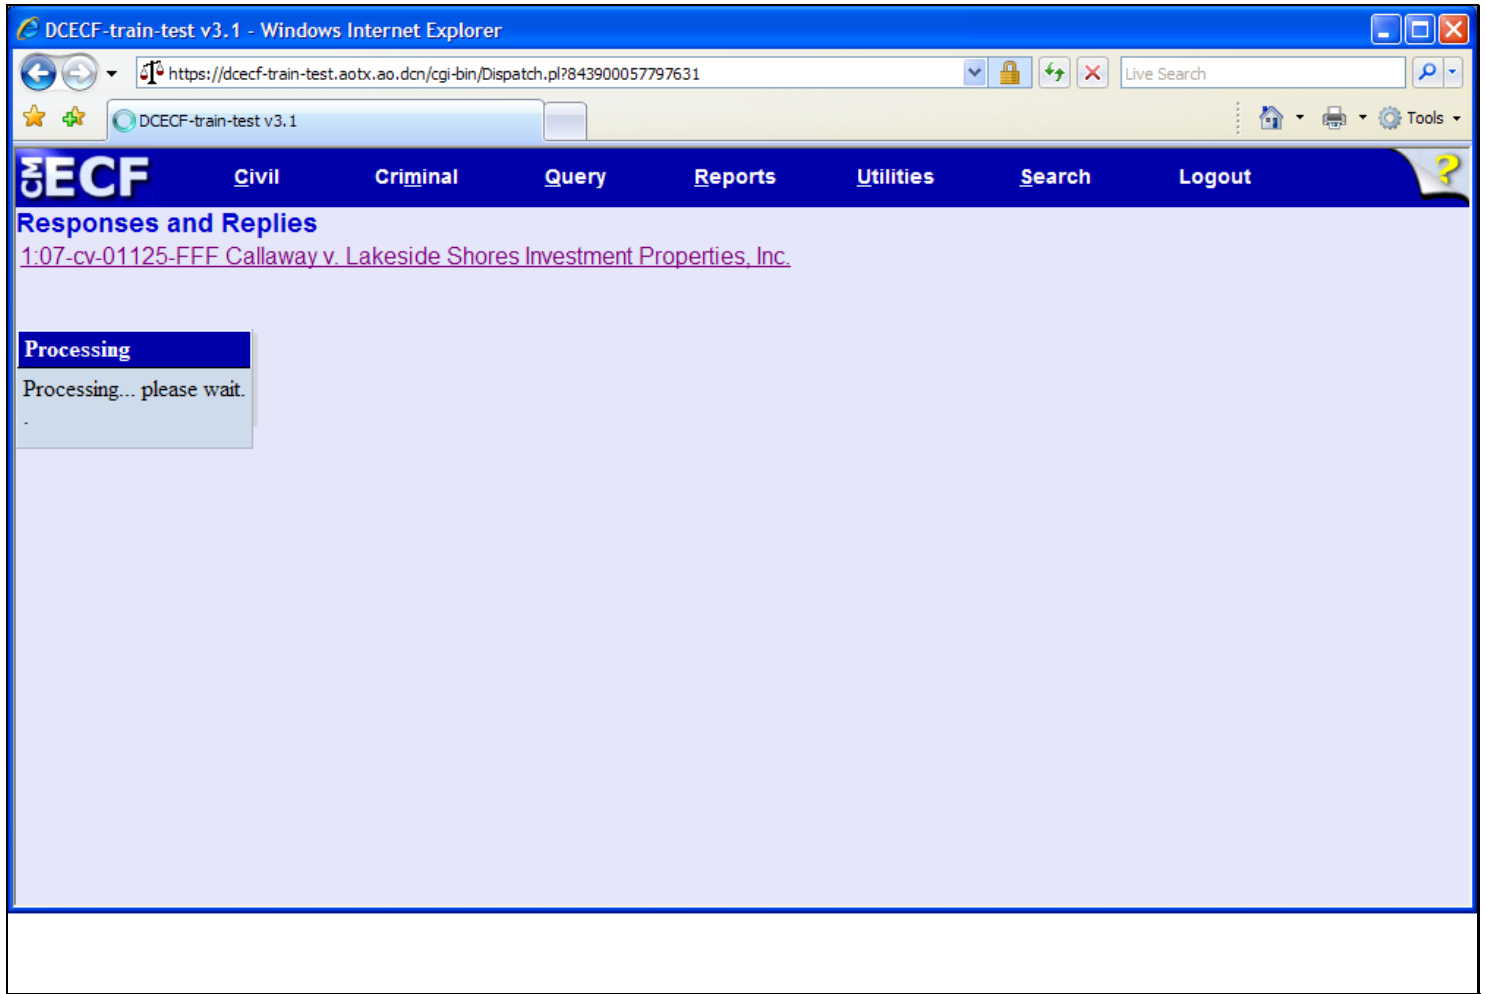 DCECF-train-test v3.1 - Windows Internet Explorer
https://dcecf-train-test.aotx.ao.dcn/cgi-bin/Dispatch.pl?843900057797631
Live Search
DCECF-train-test v3.1
Tools
CM ECF Civil Criminal Query Reports Utilities Search Logout ?
Responses and Replies
1:07-cv-01125-FFF Callaway v. Lakeside Shores Investment Properties, Inc.
Processing
Processing... please wait.
.